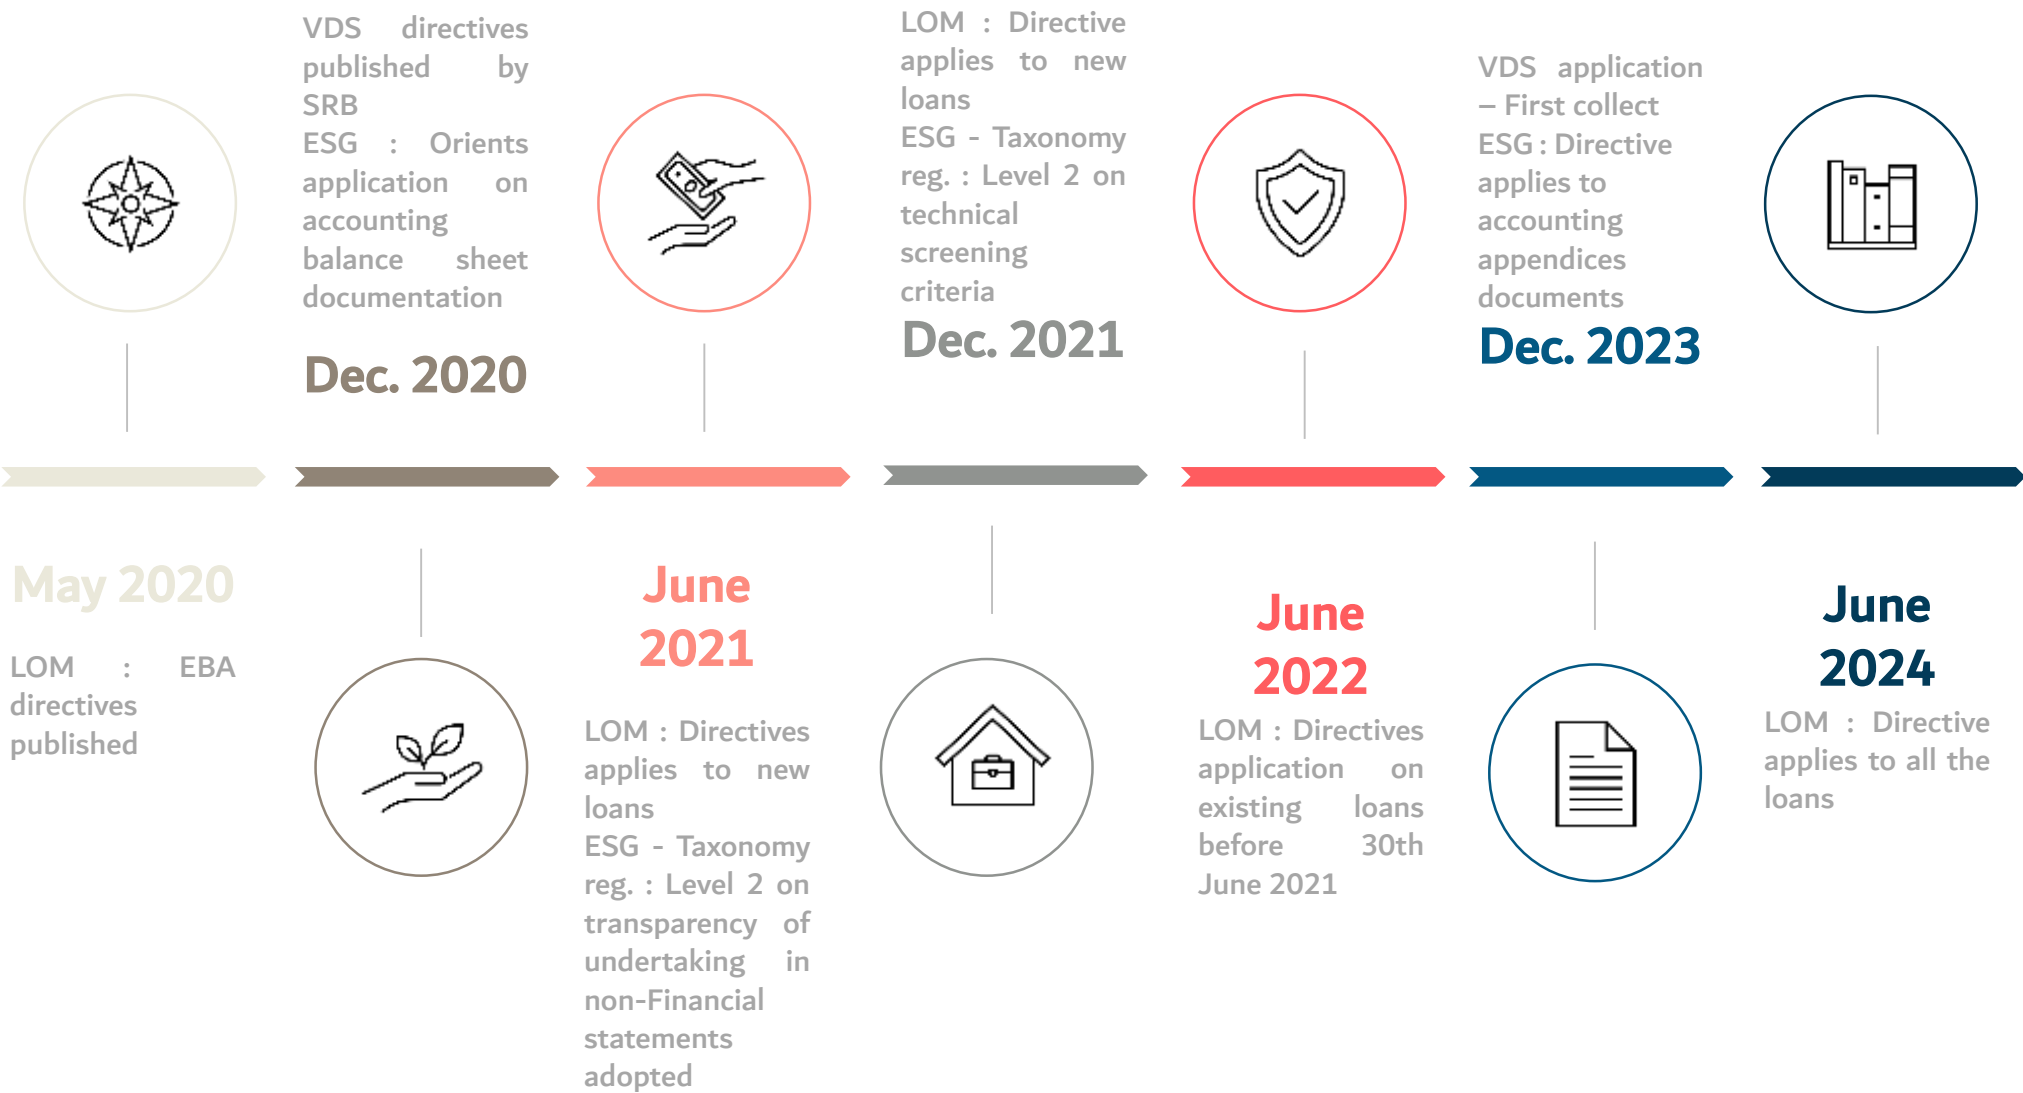 May 2020
LOM : EBA
directives
published
VDS directives
published by
SRB
ESG : Orients
application on
accounting
balance sheet
documentation
Dec. 2020
June
2021
LOM : Directives
applies to new
loans
ESG - Taxonomy
reg. : Level 2 on
transparency of
undertaking in
non-Financial
statements
adopted
LOM : Directive
applies to new
loans
ESG - Taxonomy
reg. : Level 2 on
technical
screening
criteria
Dec. 2021
June
2022
LOM : Directives
application on
existing loans
before 30th
June 2021
VDS application
– First collect
ESG : Directive
applies to
accounting
appendices
documents
Dec. 2023
June
2024
LOM : Directive
applies to all the
loans